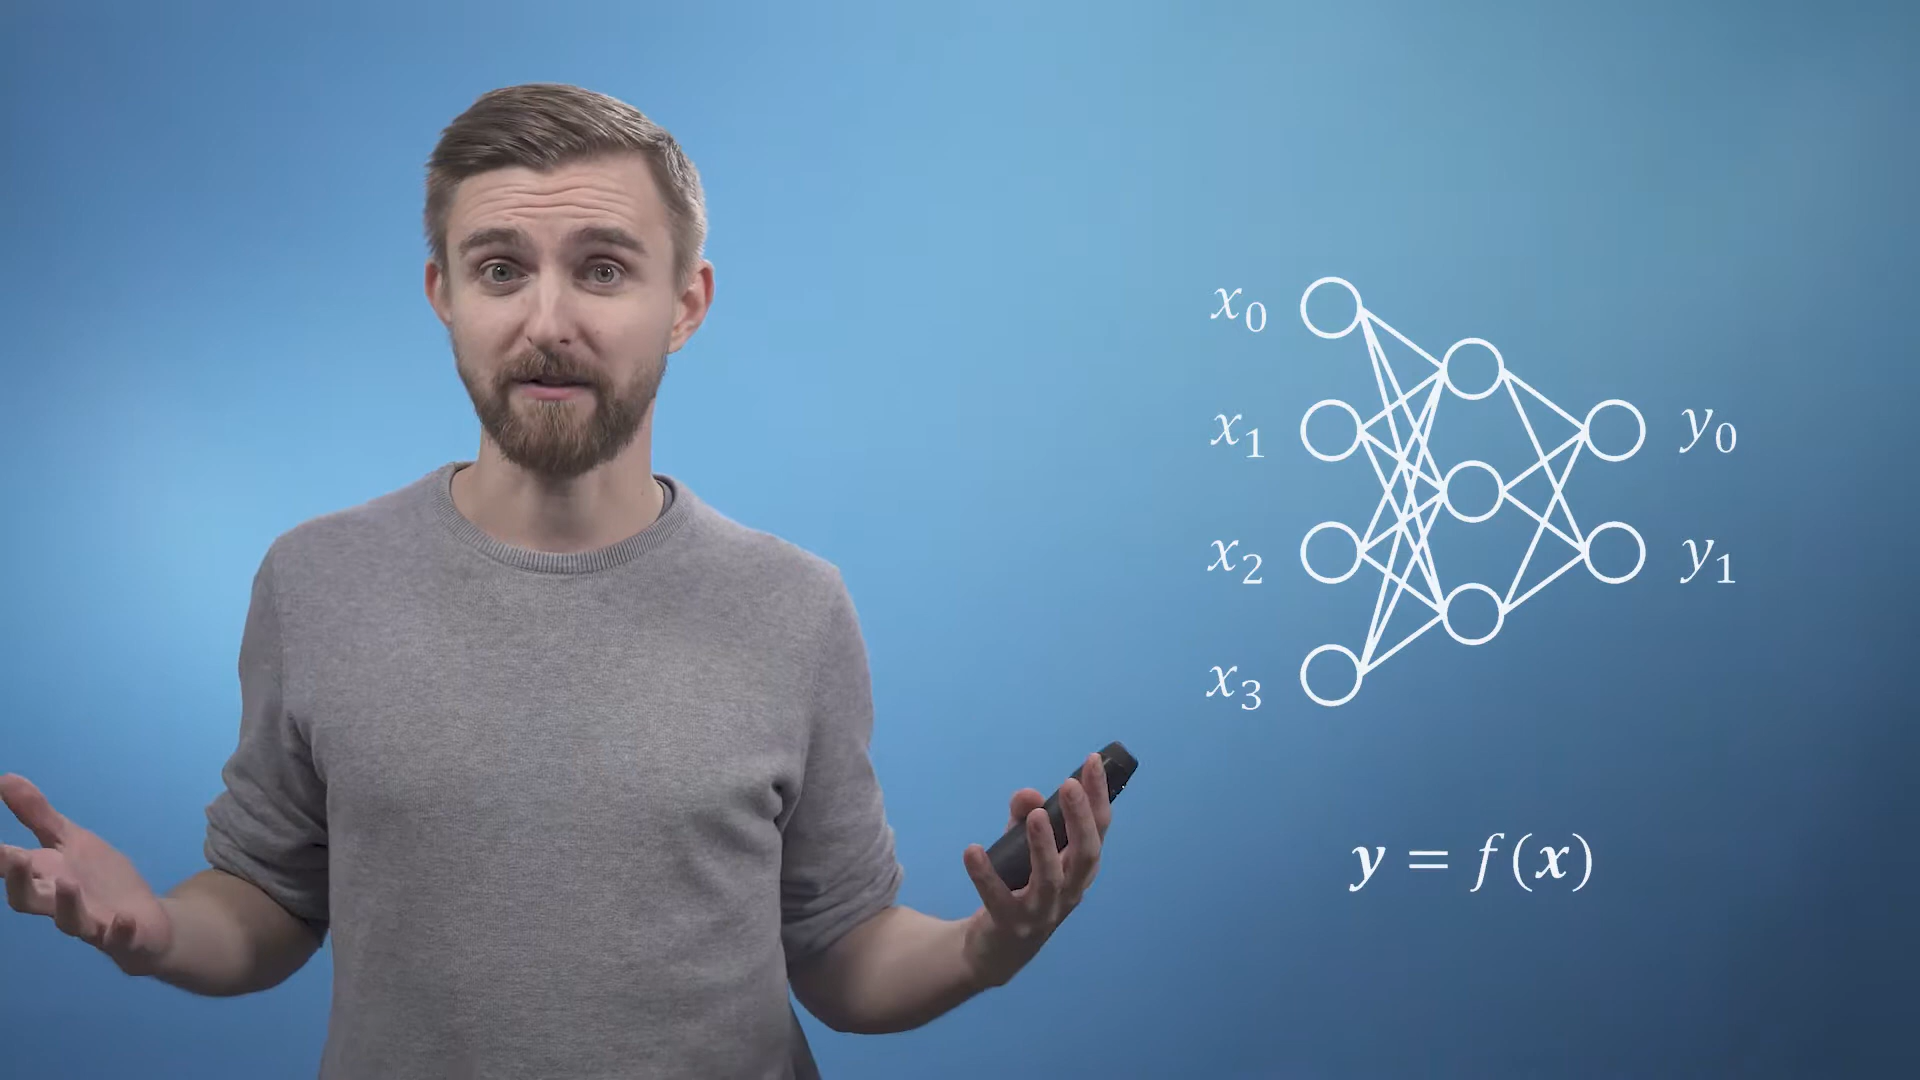 x₀
x₁
y₀
x₂
y₁
x₃
y = f(x)